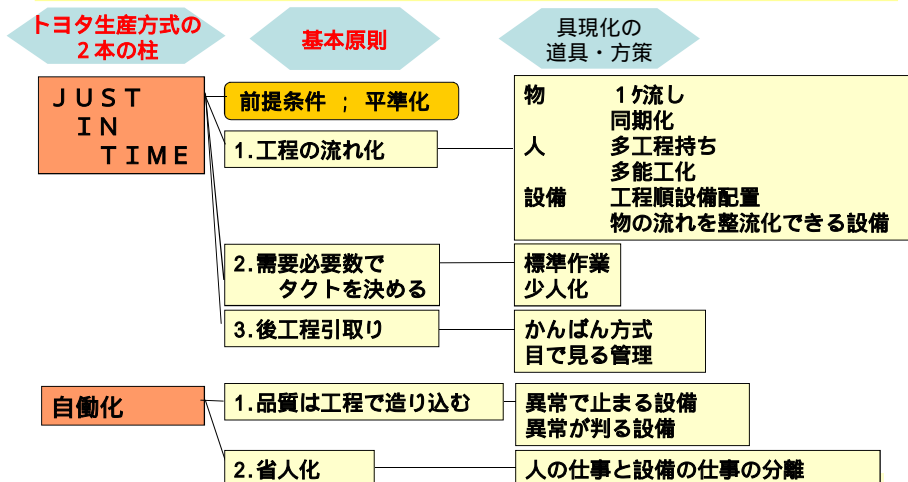 トヨタ生産方式の
2本の柱
基本原則
具現化の
道具・方策
JUST
IN
TIME
前提条件 ; 平準化
1.工程の流れ化
物 1ケ流し
同期化
人 多工程持ち
多能工化
設備 工程順設備配置
物の流れを整流化できる設備
2.需要必要数で
タクトを決める
標準作業
少人化
3.後工程引取り
かんばん方式
目で見る管理
自働化
1.品質は工程で造り込む
異常で止まる設備
異常が判る設備
2.省人化
人の仕事と設備の仕事の分離